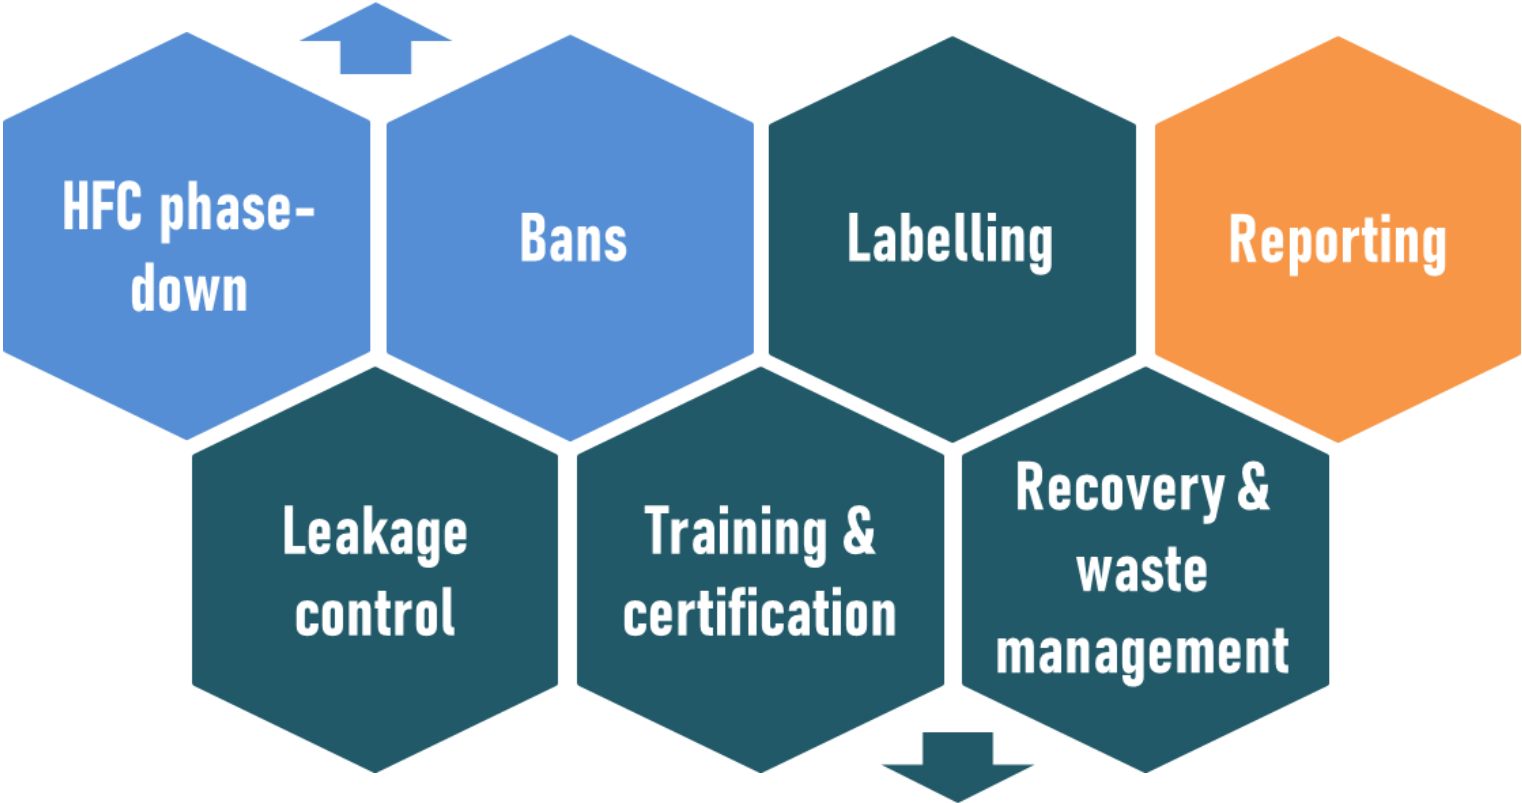 HFC phase-
down
Bans
Labelling
Reporting
Leakage
control
Training &
certification
Recovery &
waste
management